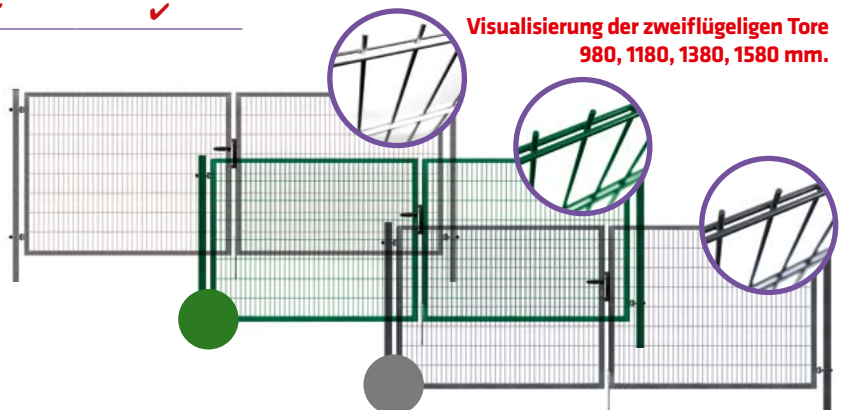 Visualisierung der zweiflügeligen Tore
980, 1180, 1380, 1580 mm.